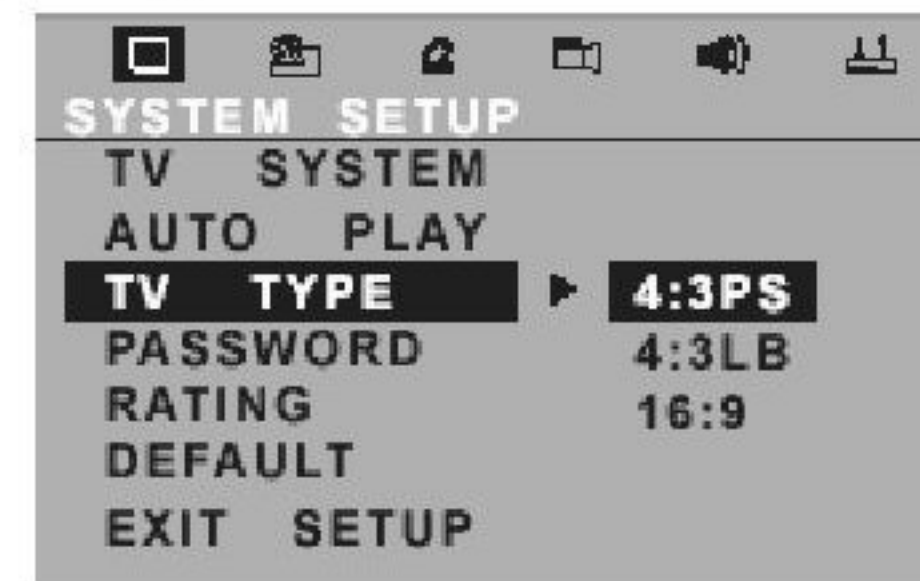 SYSTEM SETUP
TV SYSTEM
AUTO PLAY
TV TYPE 4:3PS
PASSWORD 4:3LB
RATING 16:9
DEFAULT
EXIT SETUP